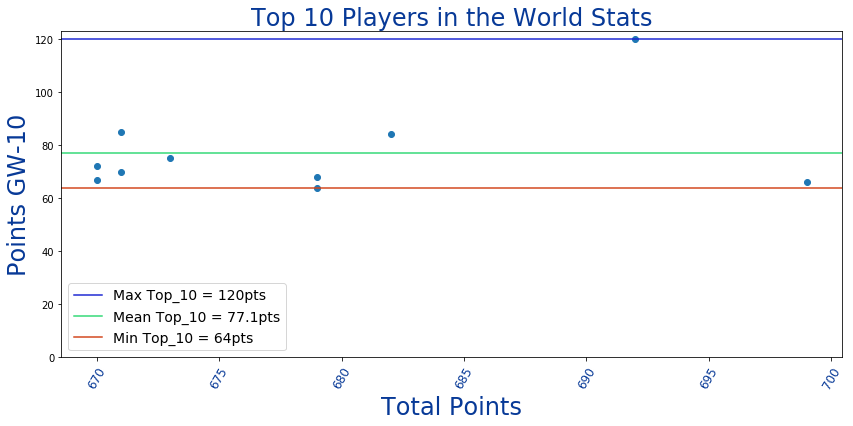 Top 10 Players in the World Stats
Points GW-10
120
100
80
60
40
20
0
Max Top_10 = 120pts
Mean Top_10 = 77.1pts
Min Top_10 = 64pts
670
675
680
685
690
695
700
Total Points